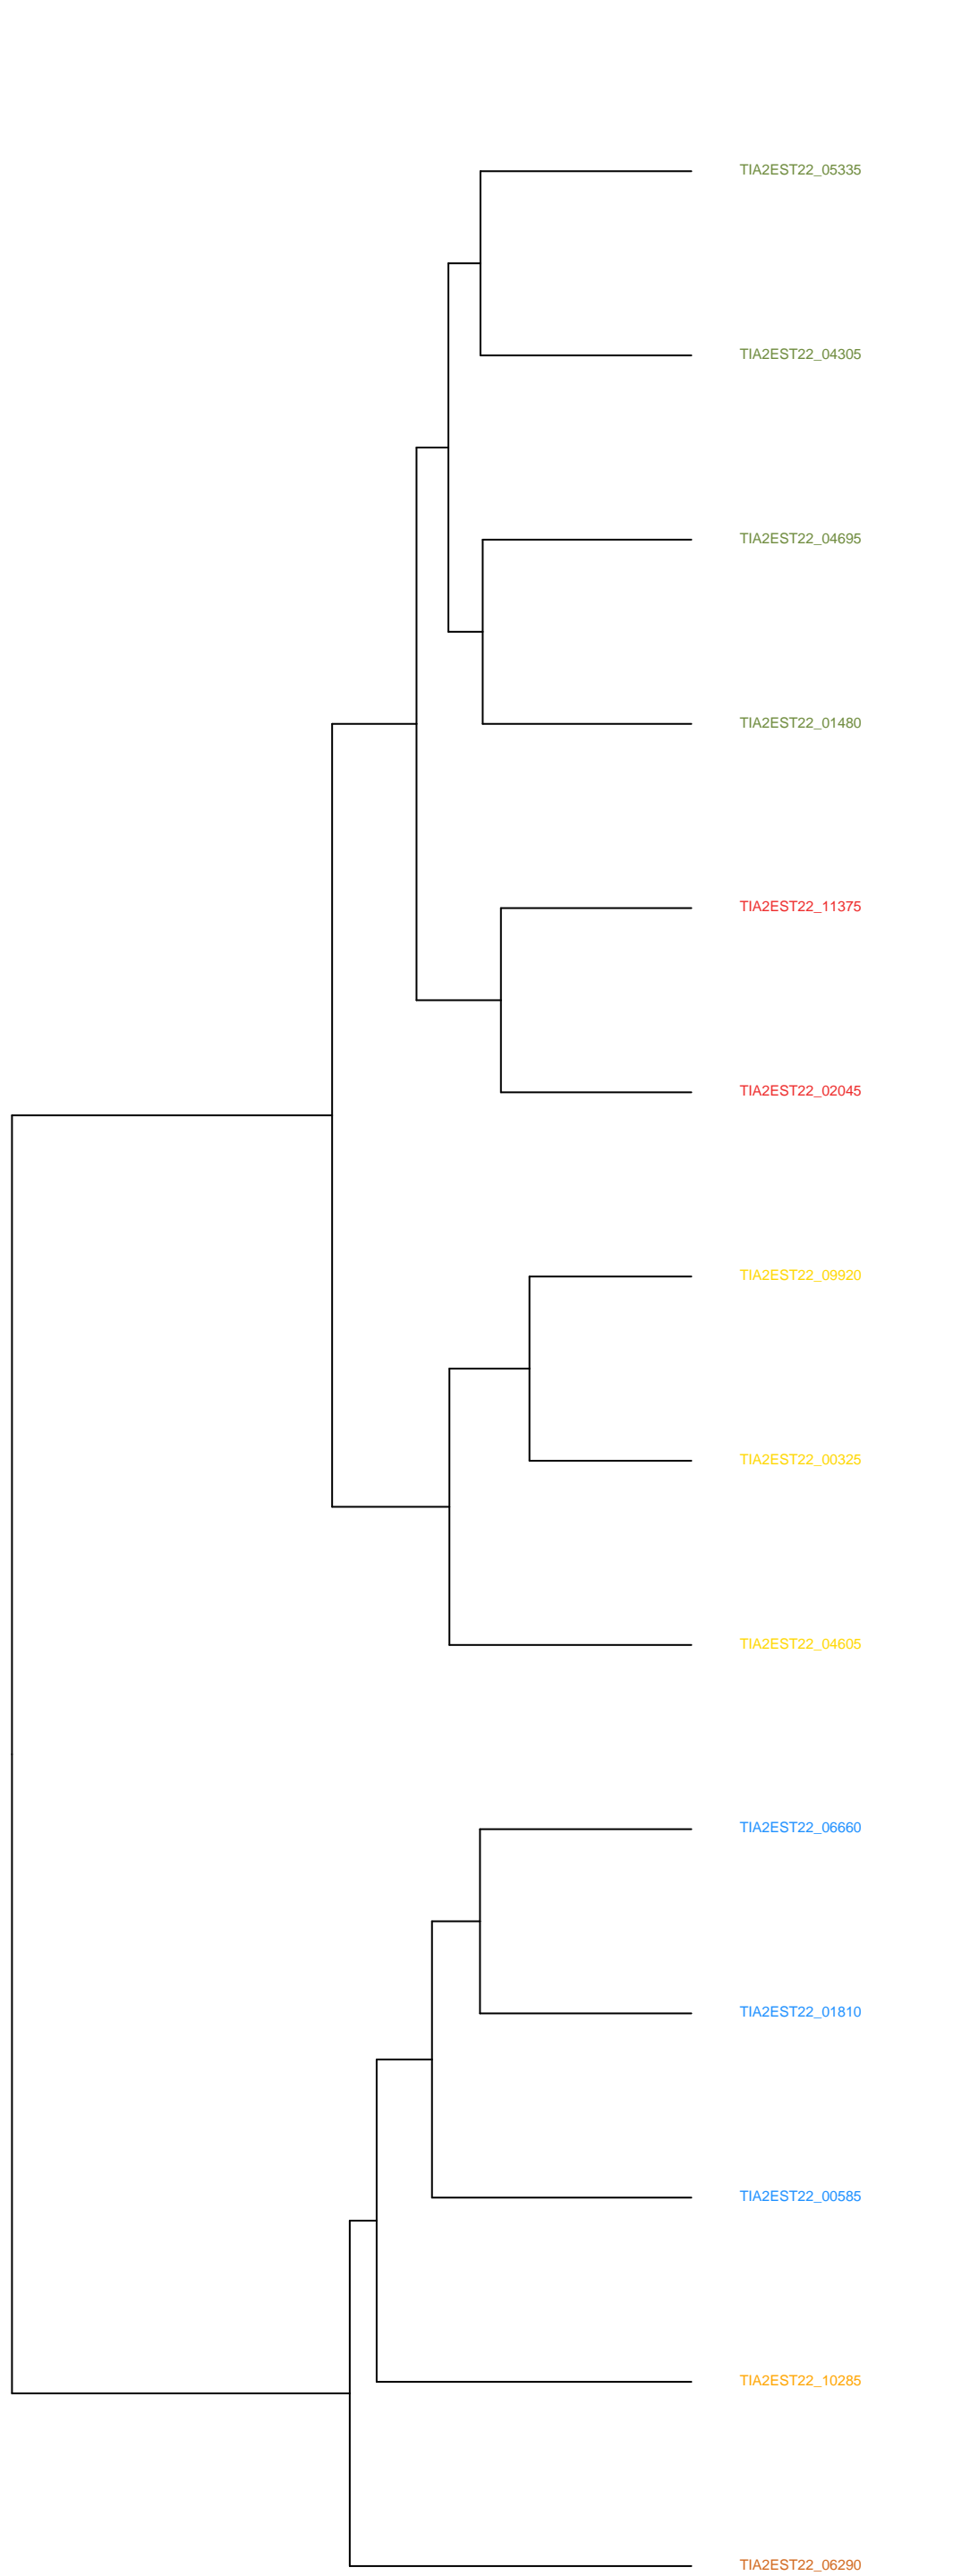 TIA2EST22_05335
TIA2EST22_04305
TIA2EST22_04695
TIA2EST22_01480
TIA2EST22_11375
TIA2EST22_02045
TIA2EST22_09920
TIA2EST22_00325
TIA2EST22_04605
TIA2EST22_06660
TIA2EST22_01810
TIA2EST22_00585
TIA2EST22_10285
TIA2EST22_06290